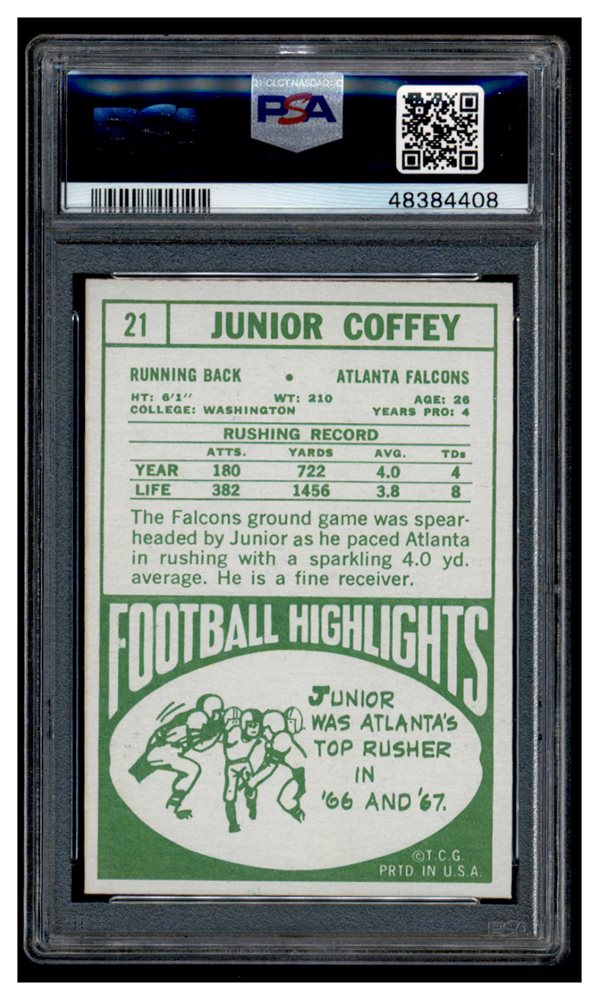 PSA
48384408
21 JUNIOR COFFEY
RUNNING BACK • ATLANTA FALCONS
HT: 6'1" WT: 210 AGE: 26
COLLEGE: WASHINGTON YEARS PRO: 4
RUSHING RECORD
ATTS. YARDS AVG. TDs
YEAR 180 722 4.0 4
LIFE 382 1456 3.8 8
The Falcons ground game was spear-
headed by Junior as he paced Atlanta
in rushing with a sparkling 4.0 yd.
average. He is a fine receiver.
FOOTBALL HIGHLIGHTS
JUNIOR
WAS ATLANTA'S
TOP RUSHER
IN
'66 AND '67.
©T.C.G.
PRTD. IN U.S.A.
PSA